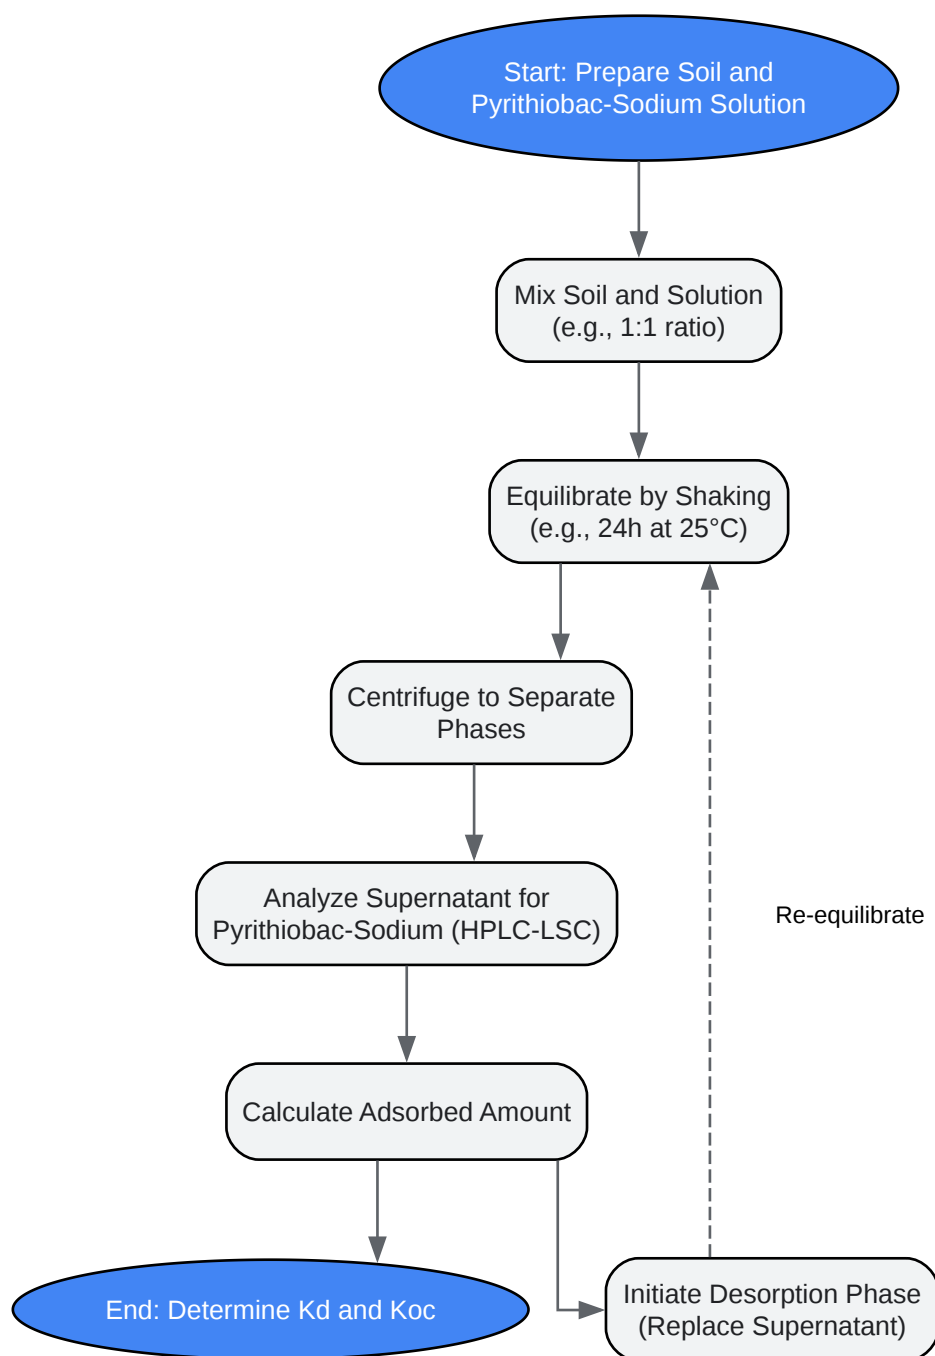 Start: Prepare Soil and
Pyrithiobac-Sodium Solution
Mix Soil and Solution
(e.g., 1:1 ratio)
Equilibrate by Shaking
(e.g., 24h at 25°C)
Centrifuge to Separate
Phases
Analyze Supernatant for
Pyrithiobac-Sodium (HPLC-LSC)
Re-equilibrate
Calculate Adsorbed Amount
End: Determine Kd and Koc
Initiate Desorption Phase
(Replace Supernatant)